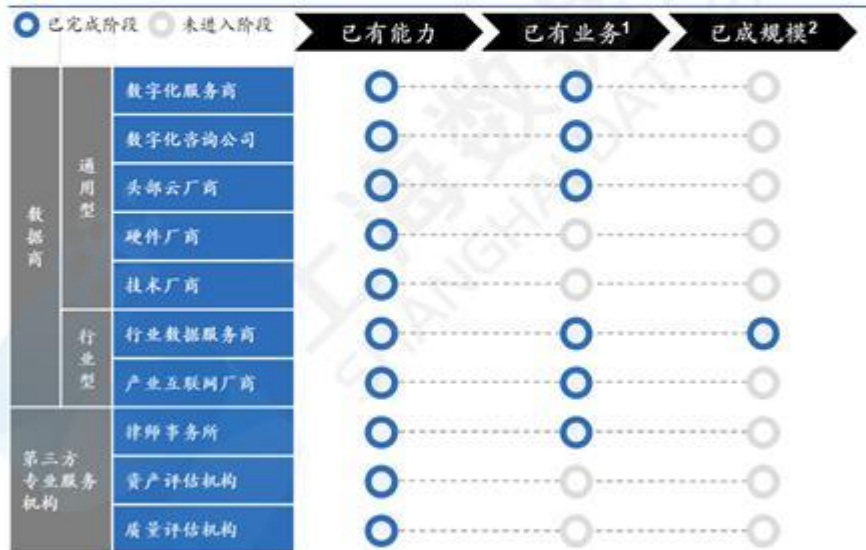 已完成阶段 未进入阶段
已有能力 已有业务1 已成规模2
数据商
通用型
数字化服务商
数字化咨询公司
头部云厂商
硬件厂商
技术厂商
行业型
行业数据服务商
产业互联网厂商
第三方
专业服务
机构
律师事务所
资产评估机构
质量评估机构
上海数
SHANGHAI DATA